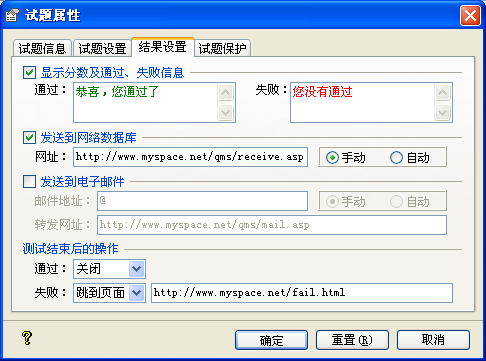 试题属性
试题信息 试题设置 结果设置 试题保护
显示分数及通过、失败信息
通过： 恭喜，您通过了 失败： 您没有通过
发送到网络数据库
网址： http://www.myspace.net/qms/receive.asp 手动 自动
发送到电子邮件
邮件地址： @ 手动 自动
转发网址： http://www.myspace.net/qms/mail.asp
测试结束后的操作
通过： 关闭
失败： 跳到页面 http://www.myspace.net/fail.html
? 确定 重置(R) 取消